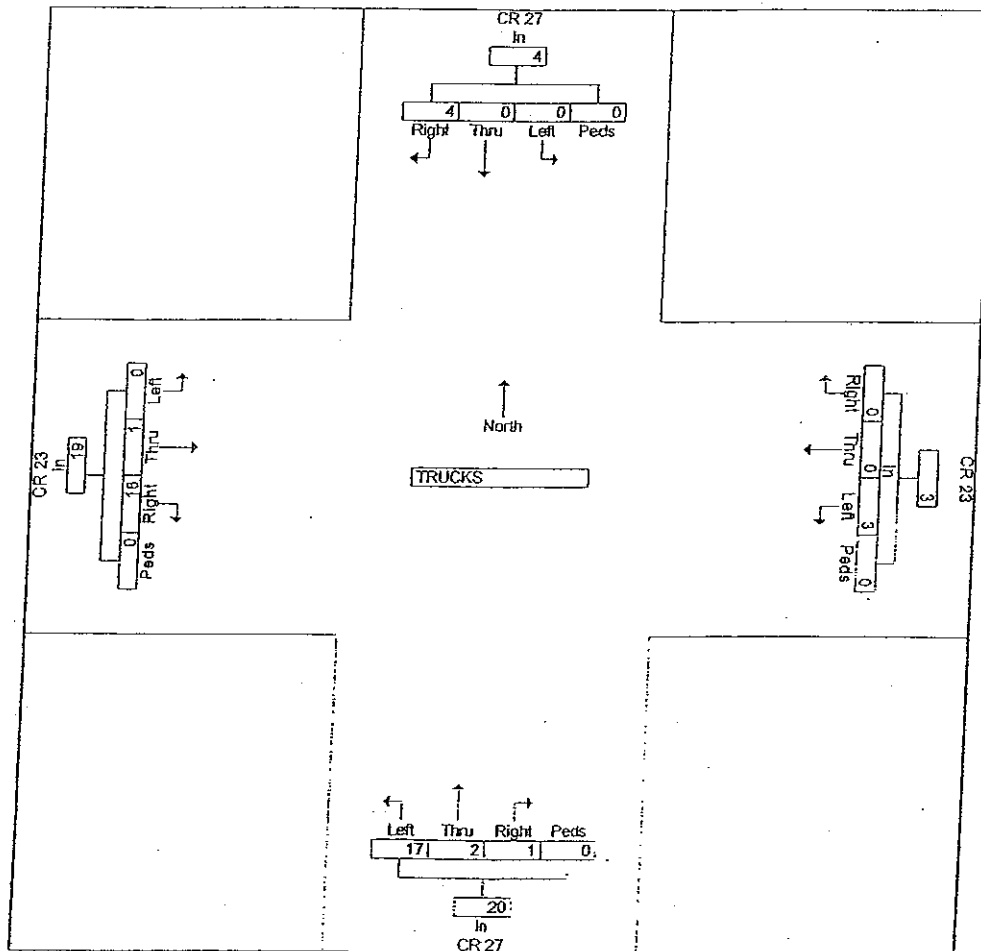 CR 27
In
4
4 0 0 0
Right Thru Left Peds
CR 23
In
19
0 1 18 0
Left Thru Right Peds
North
TRUCKS
Right Thru Left Peds
0 0 3 0
In
3
CR 23
Left Thru Right Peds
17 2 1 0
20
In
CR 27